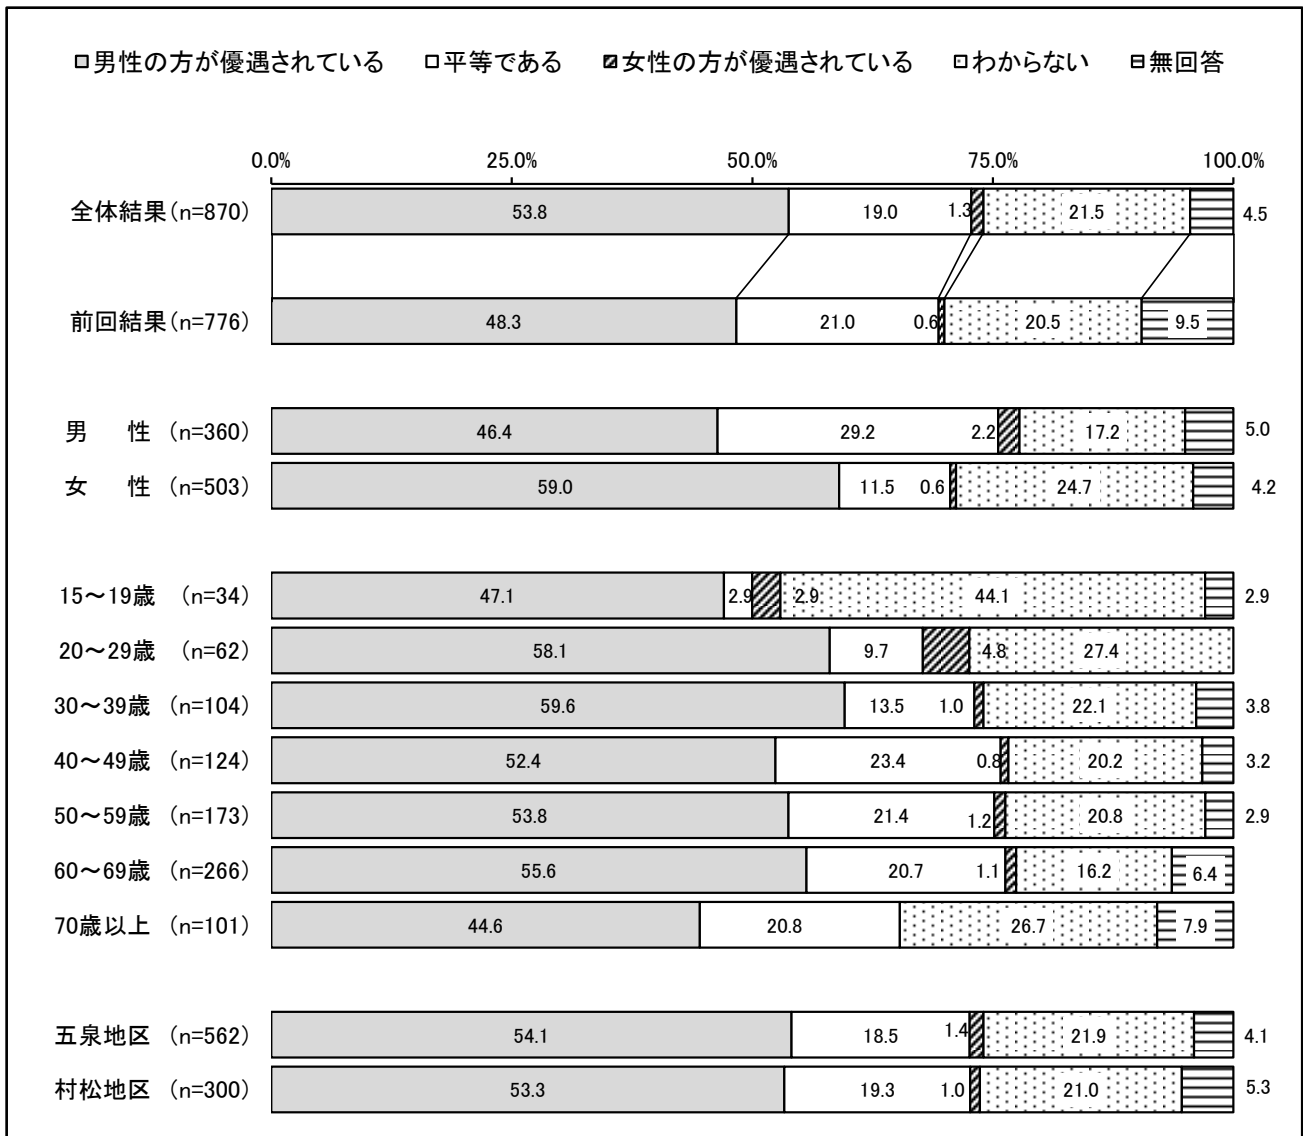 男性の方が優遇されている 平等である 女性の方が優遇されている わからない 無回答
0.0% 25.0% 50.0% 75.0% 100.0%
全体結果(n=870) 53.8 19.0 1.3 21.5 4.5
前回結果(n=776) 48.3 21.0 0.6 20.5 9.5
男 性 (n=360) 46.4 29.2 2.2 17.2 5.0
女 性 (n=503) 59.0 11.5 0.6 24.7 4.2
15~19歳 (n=34) 47.1 2.9 2.9 44.1 2.9
20~29歳 (n=62) 58.1 9.7 4.8 27.4
30~39歳 (n=104) 59.6 13.5 1.0 22.1 3.8
40~49歳 (n=124) 52.4 23.4 0.8 20.2 3.2
50~59歳 (n=173) 53.8 21.4 1.2 20.8 2.9
60~69歳 (n=266) 55.6 20.7 1.1 16.2 6.4
70歳以上 (n=101) 44.6 20.8 26.7 7.9
五泉地区 (n=562) 54.1 18.5 1.4 21.9 4.1
村松地区 (n=300) 53.3 19.3 1.0 21.0 5.3